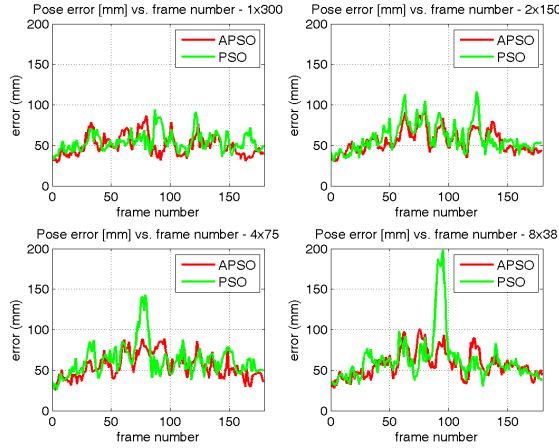 Pose error [mm] vs. frame number - 1x300
200
150
100
50
0
error (mm)
APSO
PSO
0 50 100 150
frame number
Pose error [mm] vs. frame number - 2x150
200
150
100
50
0
error (mm)
APSO
PSO
0 50 100 150
frame number
Pose error [mm] vs. frame number - 4x75
200
150
100
50
0
error (mm)
APSO
PSO
0 50 100 150
frame number
Pose error [mm] vs. frame number - 8x38
200
150
100
50
0
error (mm)
APSO
PSO
0 50 100 150
frame number